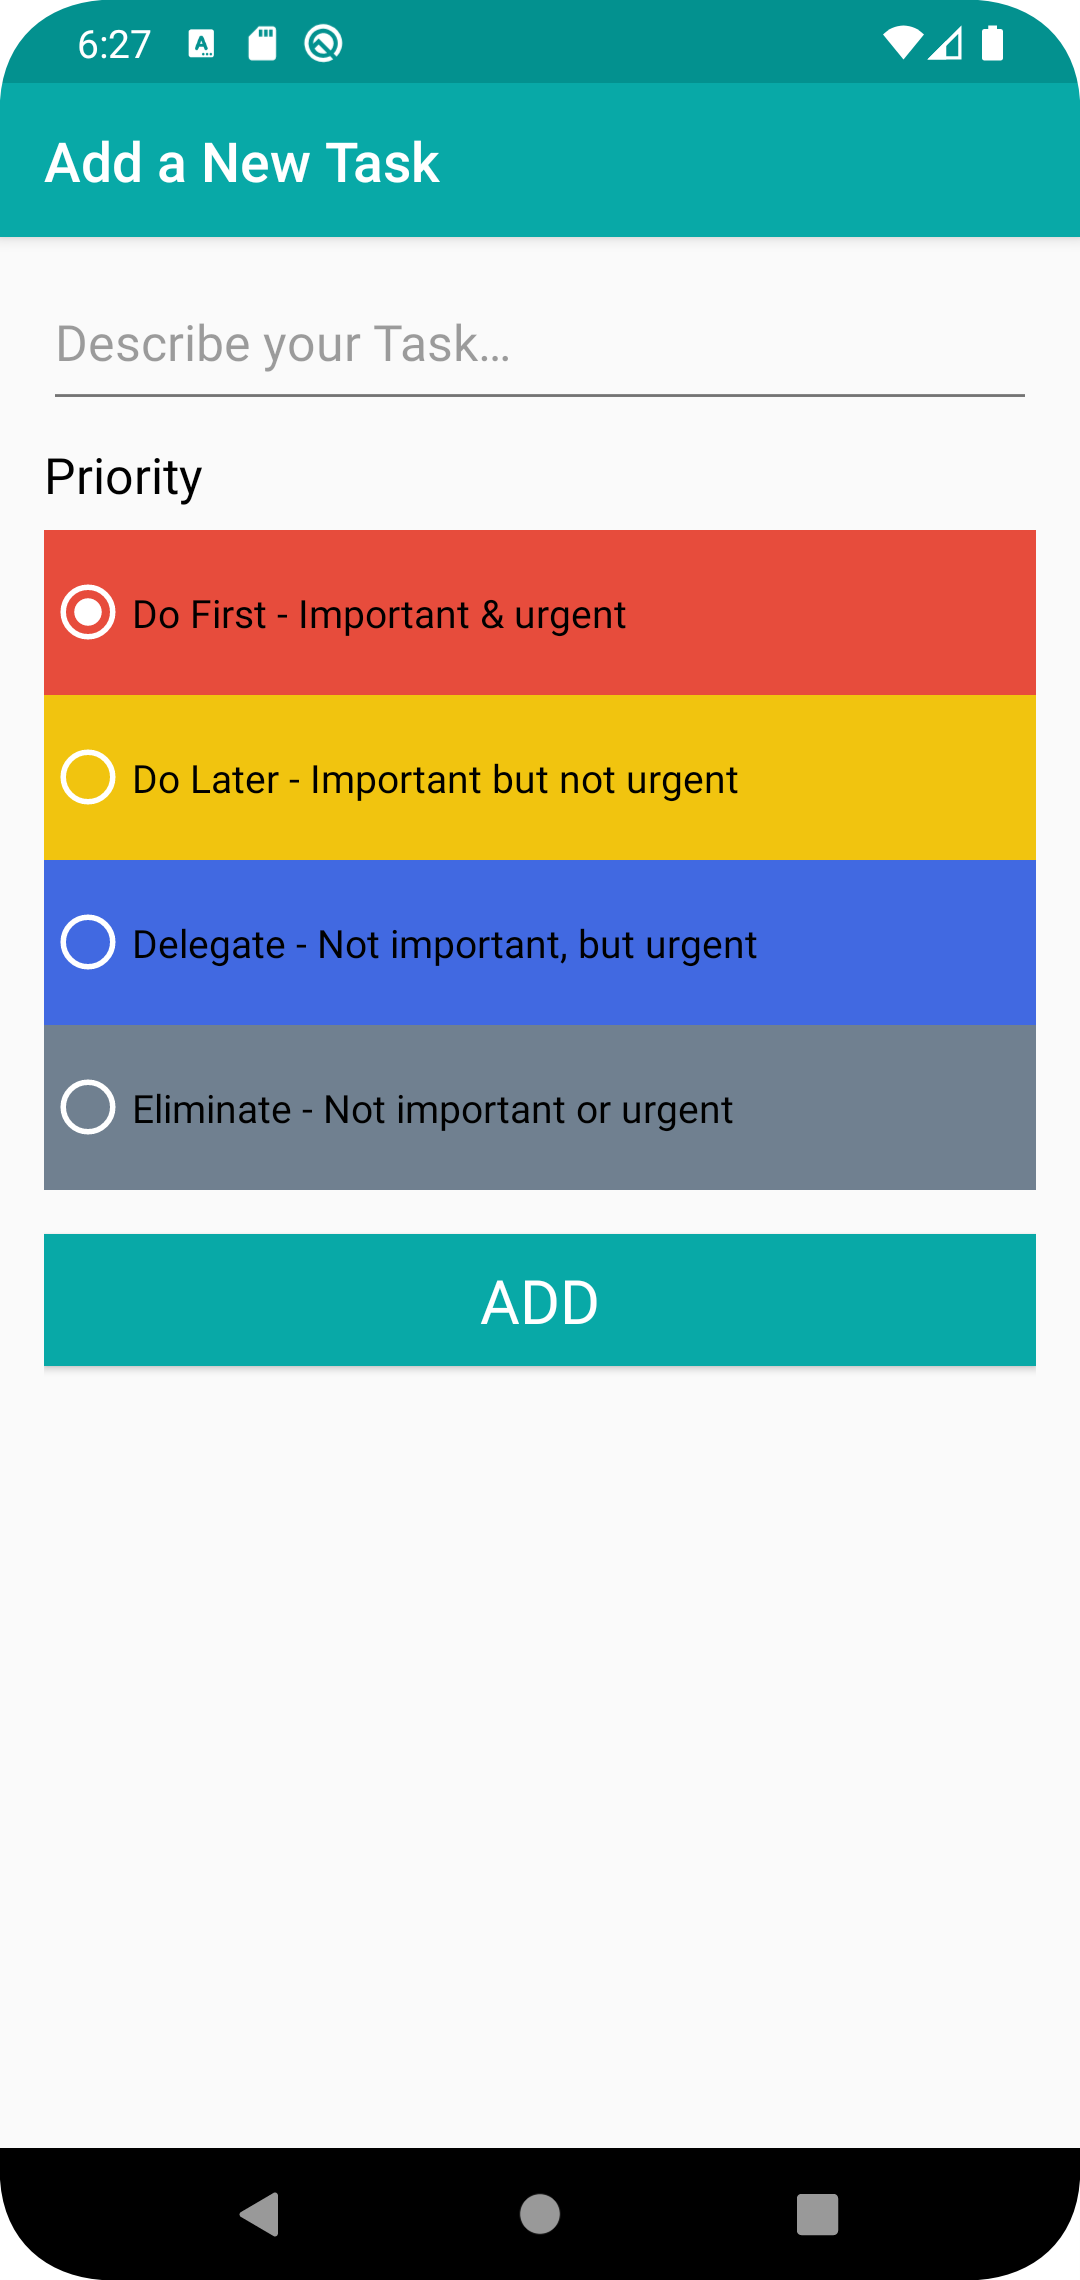 6:27
Add a New Task
Describe your Task...
Priority
Do First - Important & urgent
Do Later - Important but not urgent
Delegate - Not important, but urgent
Eliminate - Not important or urgent
ADD